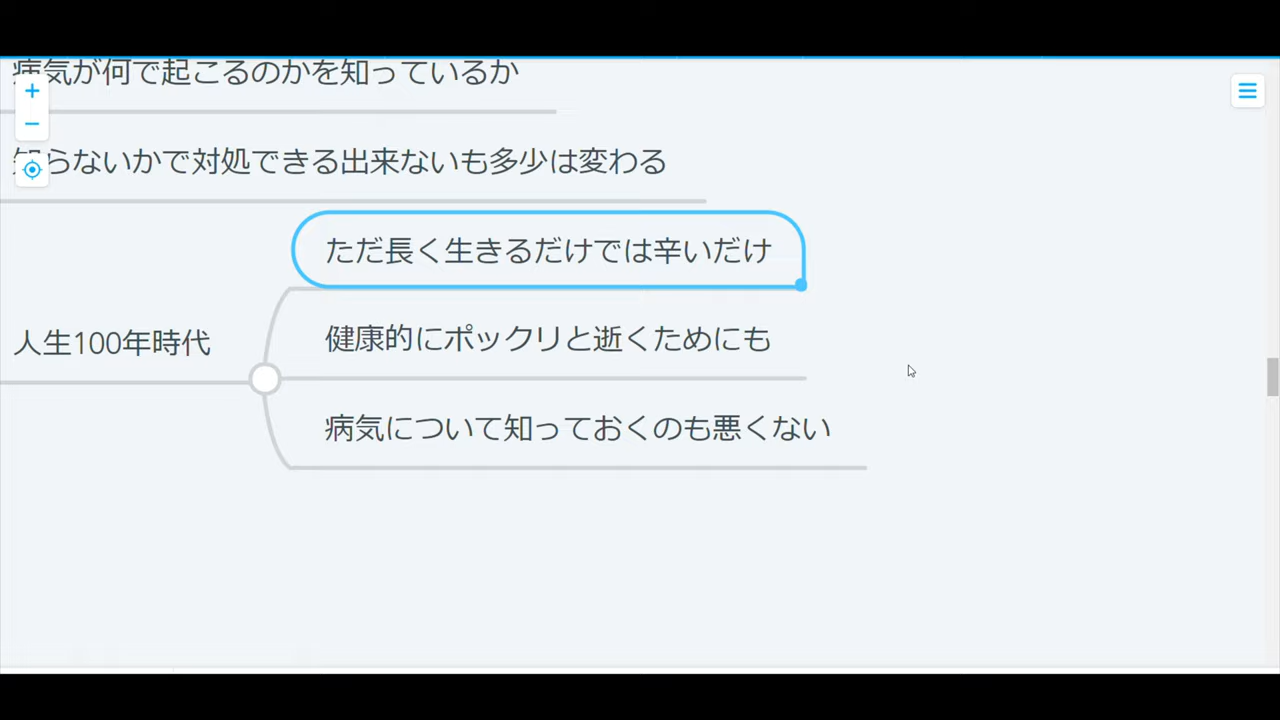 病気が何で起こるのかを知っているか
知らないかで対処できる出来ないも多少は変わる
ただ長く生きるだけでは辛いだけ
人生100年時代
健康的にポックリと逝くためにも
病気について知っておくのも悪くない